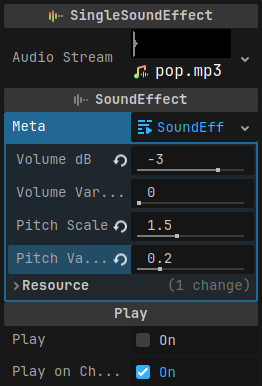 SingleSoundEffect
Audio Stream
pop.mp3
SoundEffect
Meta SoundEff
Volume dB -3
Volume Var... 0
Pitch Scale 1.5
Pitch Va... 0.2
Resource (1 change)
Play
Play On
Play on Ch... On